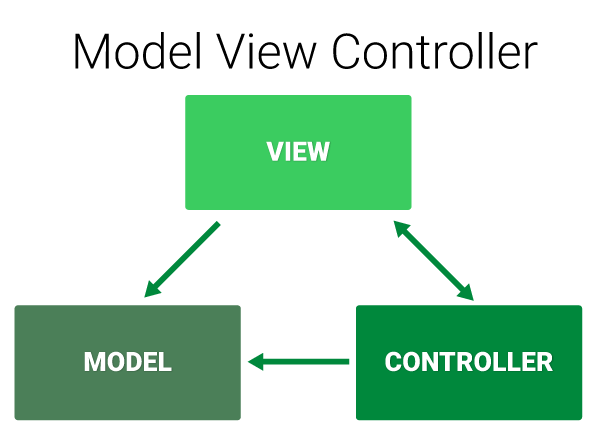 Model View Controller
VIEW
MODEL
CONTROLLER